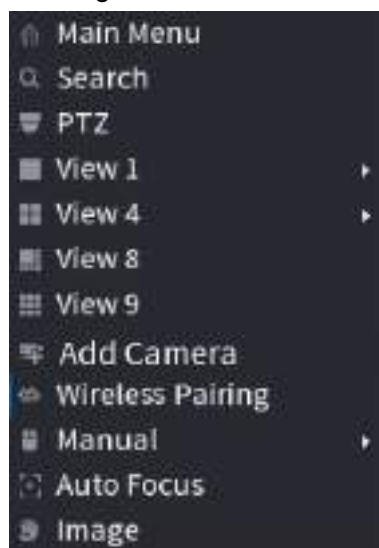 Main Menu
Search
PTZ
View 1
View 4
View 8
View 9
Add Camera
Wireless Pairing
Manual
Auto Focus
Image